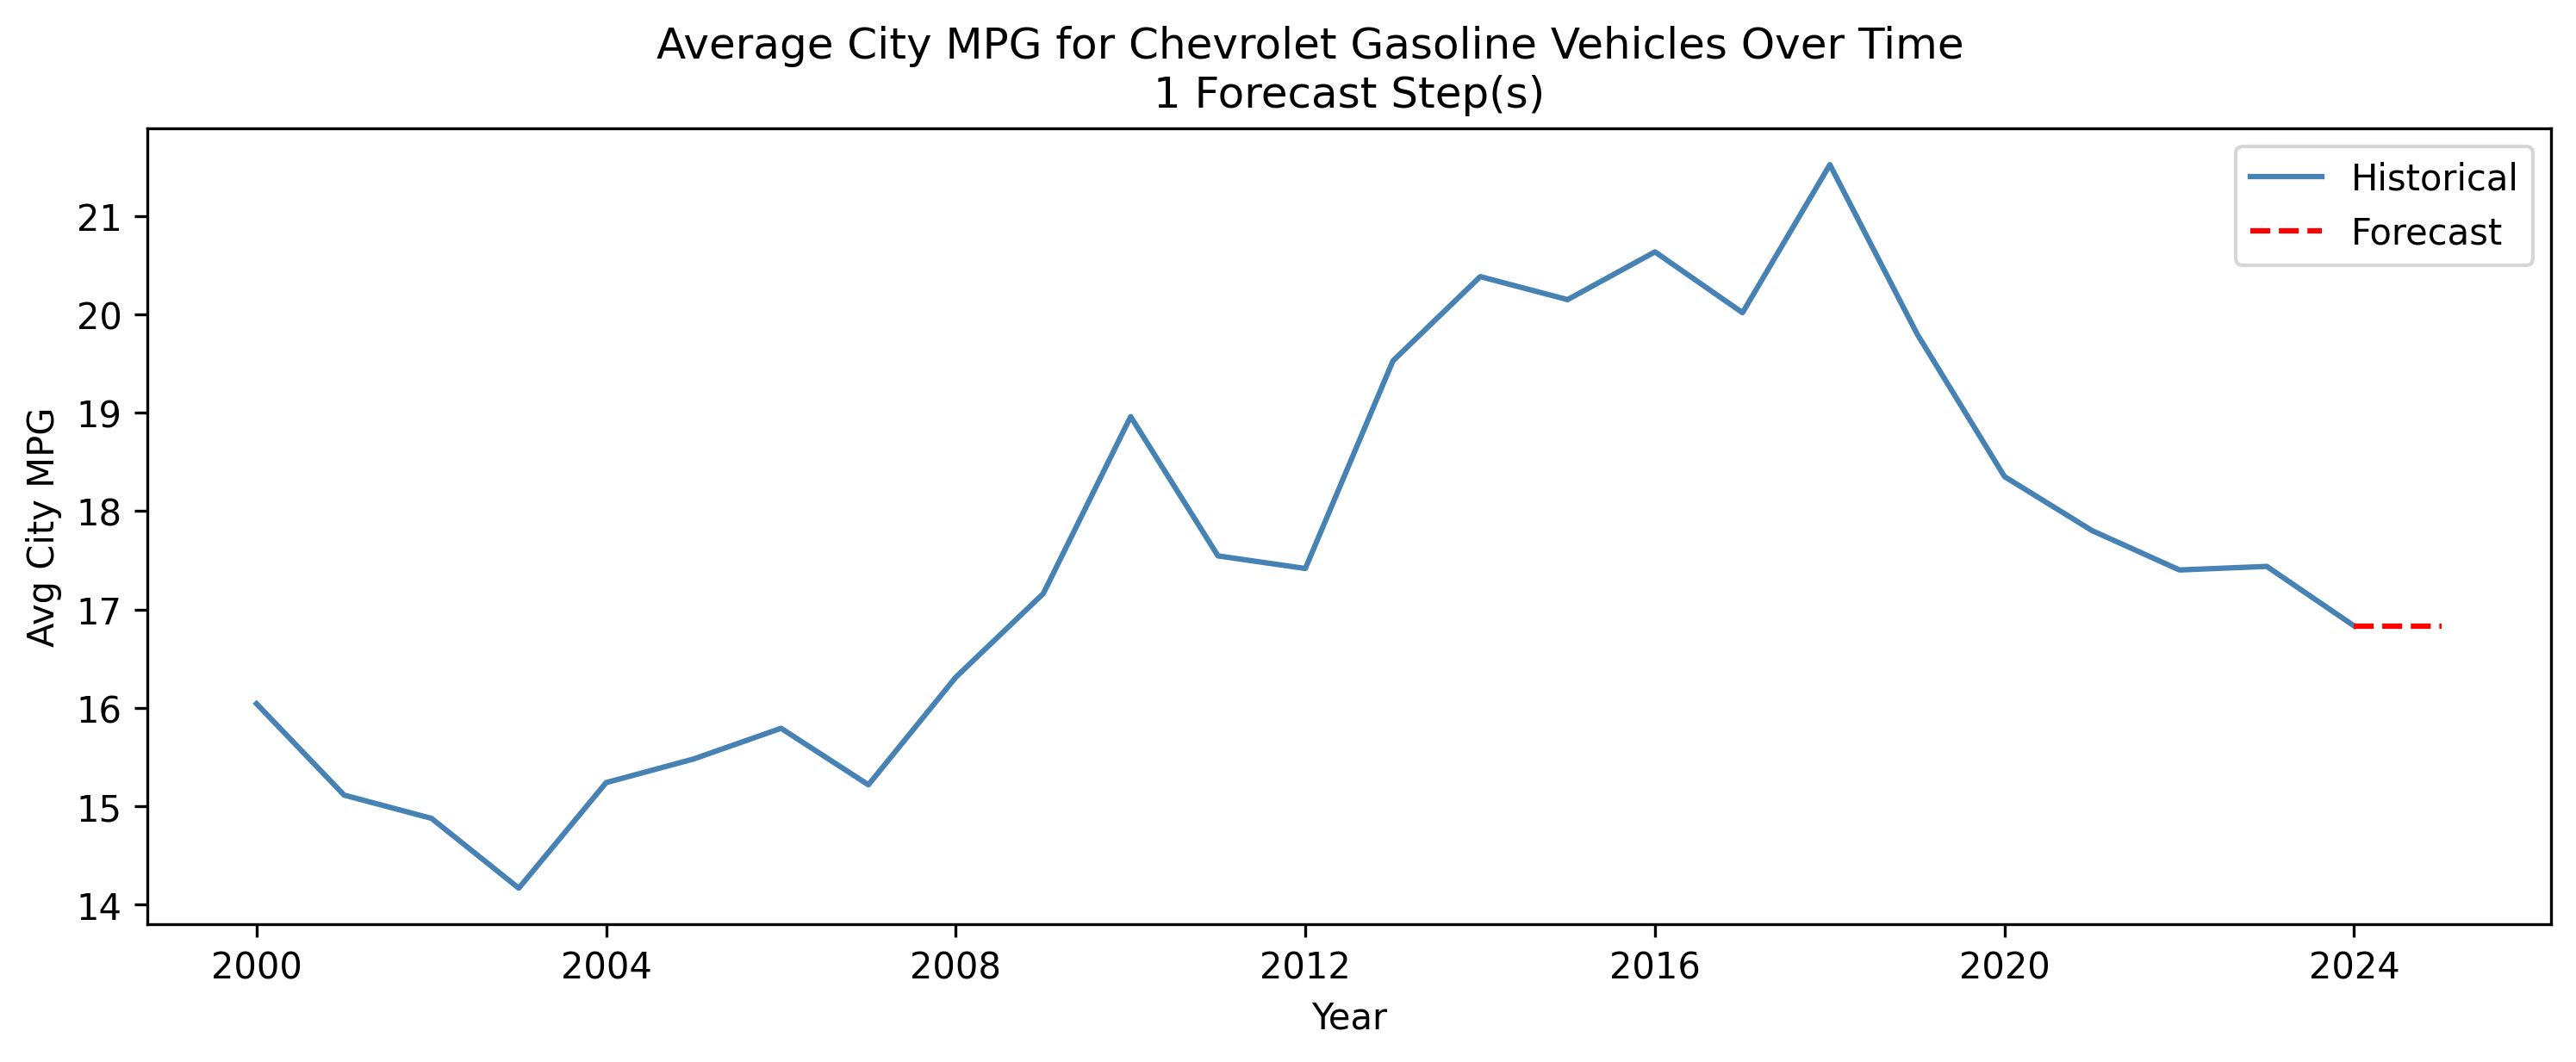 Average City MPG for Chevrolet Gasoline Vehicles Over Time
1 Forecast Step(s)
Historical
Forecast
21
20
19
18
17
16
15
14
Avg City MPG
2000
2004
2008
2012
2016
2020
2024
Year